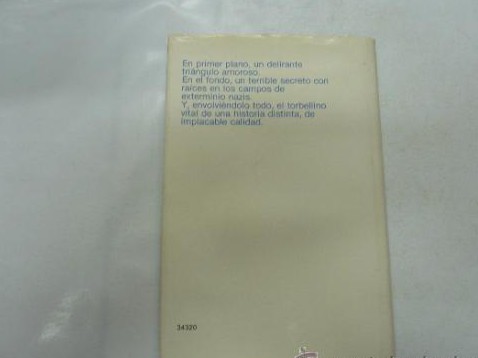 En primer plano, un delirante
triángulo amoroso.
En el fondo, un terrible secreto con
raíces en los campos de
exterminio nazis.
Y, envolviéndolo todo, el torbellino
vital de una historia distinta, de
implacable calidad.
34320